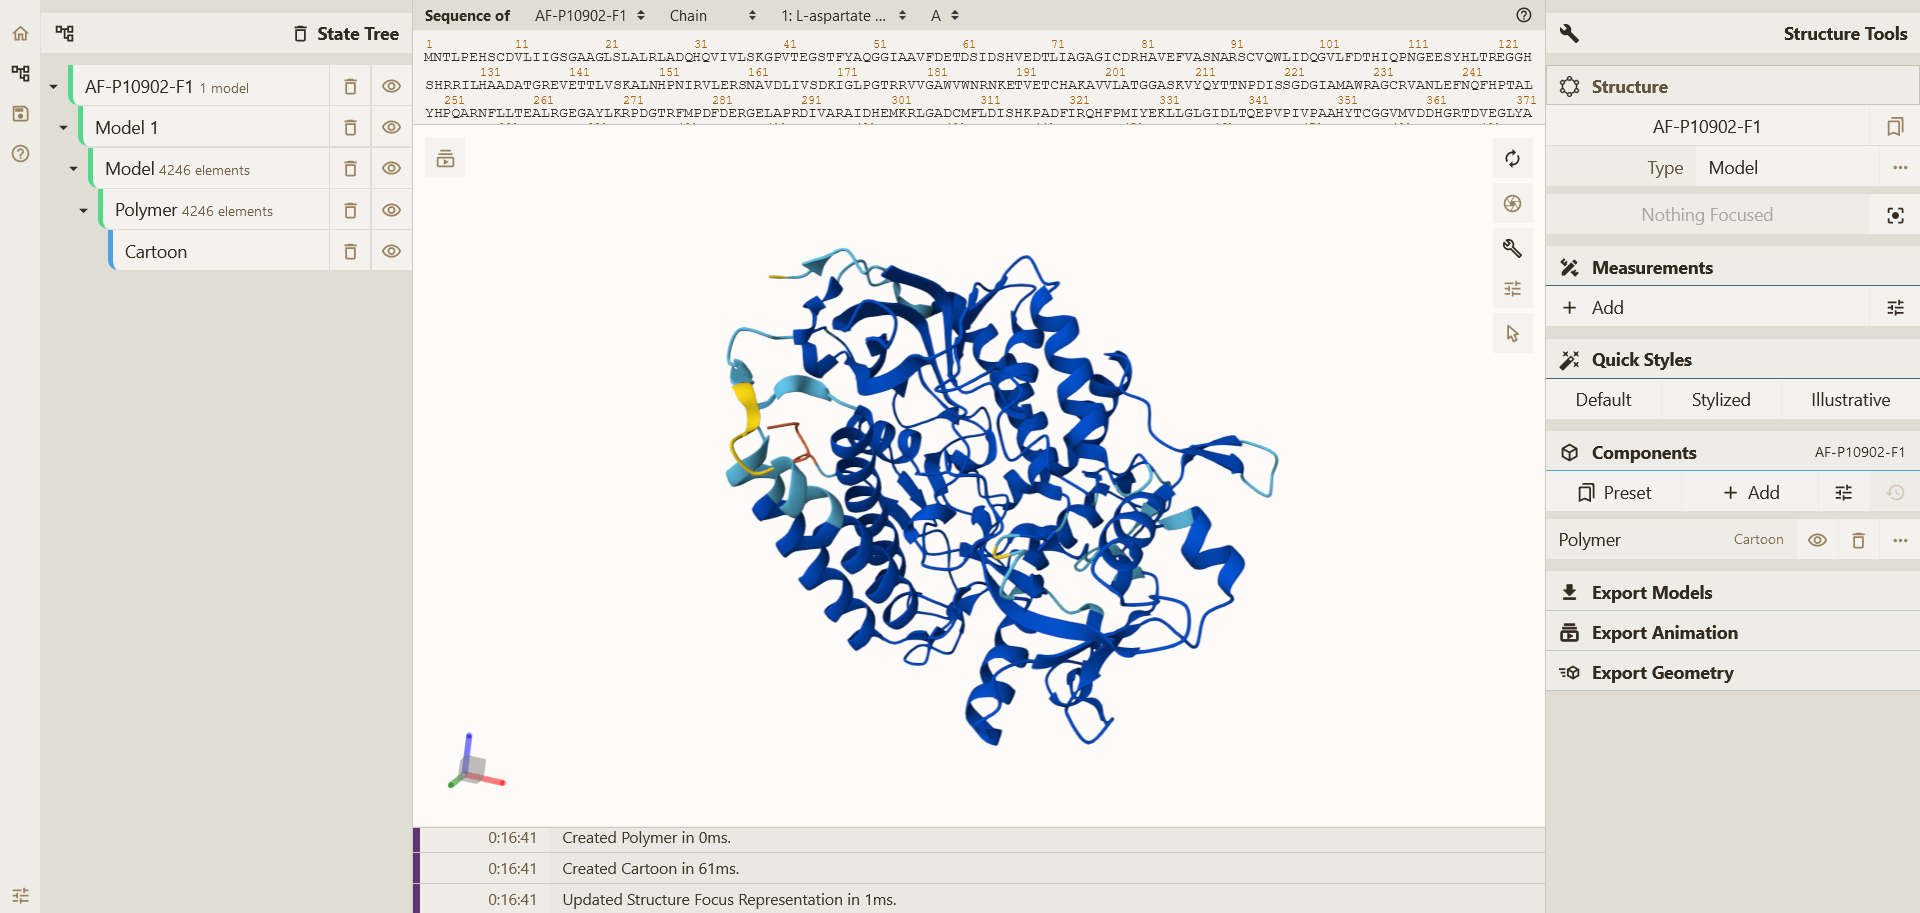 State Tree
AF-P10902-F1 1 model
Model 1
Model 4246 elements
Polymer 4246 elements
Cartoon
Sequence of AF-P10902-F1 Chain 1: L-aspartate ... A
1 11 21 31 41 51 61 71 81 91 101 111 121
MNTLPEHSCDVLIIGSGAAGLSLALRLADQHQVIVLSKGPVTEGSTFYAQGGIAAVFDETDSIDSHVEDTLIAGAGICDRHAVEFVASNARSCVQWLIDQGVLFDTHIQPNGEESYHLTREGGH
131 141 151 161 171 181 191 201 211 221 231 241
SHRRILHAADATGREVETTLVSKALNHPNIRVLERSNAVDLIVSDKIGLPGTRRVVGAWVWNRNKETVETCHAKAVVLATGGASKVYQYTTNPDISSGDGIAMAWRAGCRVANLEFNQFHPTAL
251 261 271 281 291 301 311 321 331 341 351 361 371
YHPQARNFLLTEALRGEGAYLKRPDGTRFMPDFDERGELAPRDIVARAIDHEMKRLGADCMFLDISHKPADFIRQHFPMIYEKLLGLGIDLTQEPVPIVPAAHYTCGGVMVDDHGRTDVEGLYA
0:16:41 Created Polymer in 0ms.
0:16:41 Created Cartoon in 61ms.
0:16:41 Updated Structure Focus Representation in 1ms.
Structure Tools
Structure
AF-P10902-F1
Type Model
Nothing Focused
Measurements
Add
Quick Styles
Default Stylized Illustrative
Components AF-P10902-F1
Preset Add
Polymer Cartoon
Export Models
Export Animation
Export Geometry